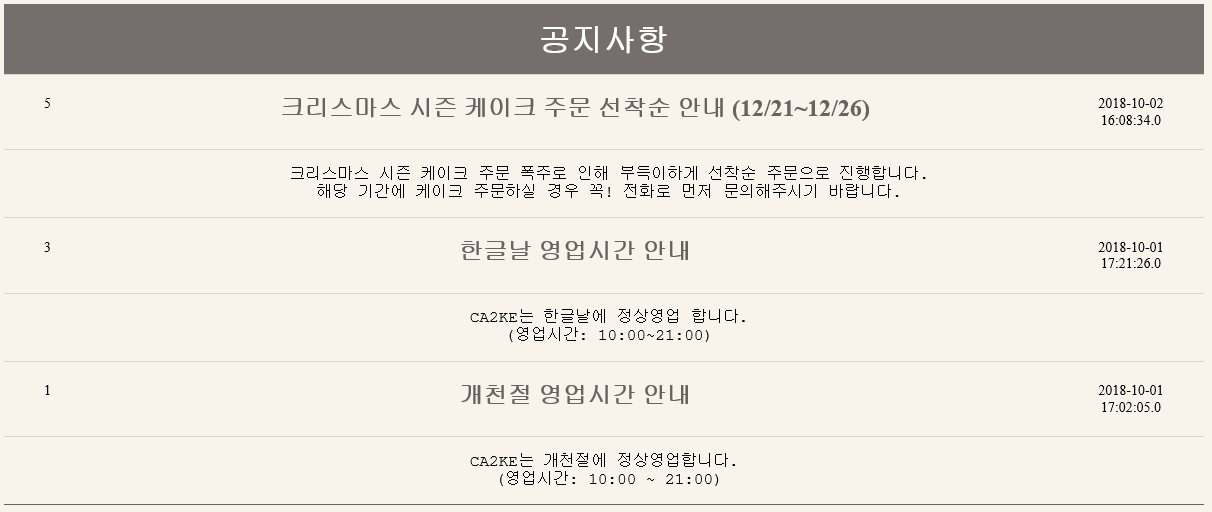 공지사항
5
크리스마스 시즌 케이크 주문 선착순 안내 (12/21~12/26)
2018-10-02
16:08:34.0
크리스마스 시즌 케이크 주문 폭주로 인해 부득이하게 선착순 주문으로 진행합니다.
해당 기간에 케이크 주문하실 경우 꼭! 전화로 먼저 문의해주시기 바랍니다.
3
한글날 영업시간 안내
2018-10-01
17:21:26.0
CA2KE는 한글날에 정상영업 합니다.
(영업시간: 10:00~21:00)
1
개천절 영업시간 안내
2018-10-01
17:02:05.0
CA2KE는 개천절에 정상영업합니다.
(영업시간: 10:00 ~ 21:00)